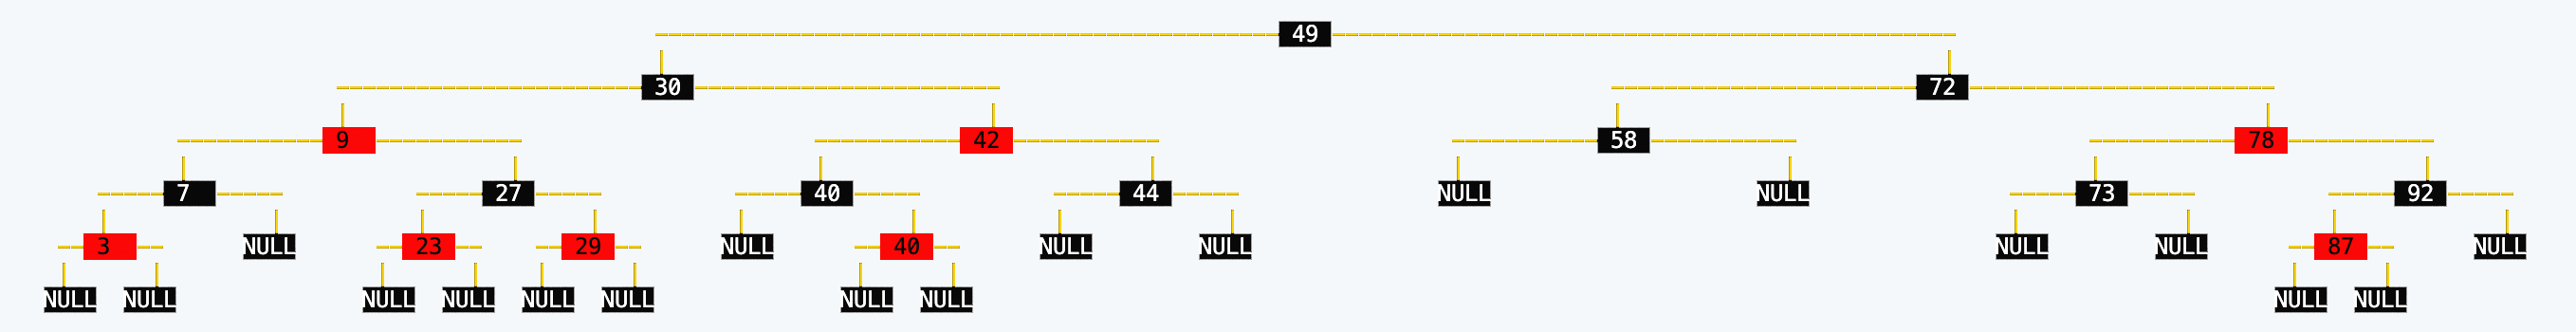 49
30 72
9 42 58 78
7 27 40 44 NULL NULL 73 92
3 NULL 23 29 NULL 40 NULL NULL NULL NULL 87 NULL
NULL NULL NULL NULL NULL NULL NULL NULL NULL NULL